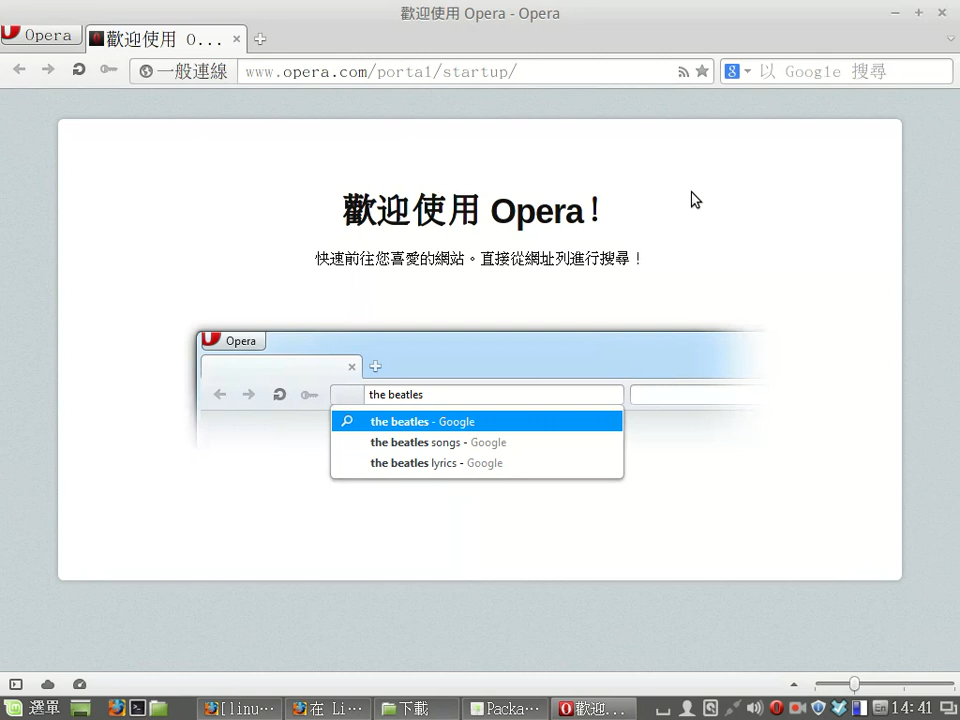 歡迎使用 Opera - Opera
Opera
歡迎使用 O...
一般連線
www.opera.com/portal/startup/
以 Google 搜尋
歡迎使用 Opera！
快速前往您喜愛的網站。直接從網址列進行搜尋！
Opera
the beatles
the beatles - Google
the beatles songs - Google
the beatles lyrics - Google
選單
[linu...
在 Li...
下載
Packa...
歡迎...
En
14:41